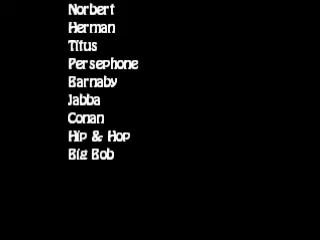 Norbert
Herman
Titus
Persephone
Barnaby
Jabba
Conan
Hip & Hop
Big Bob